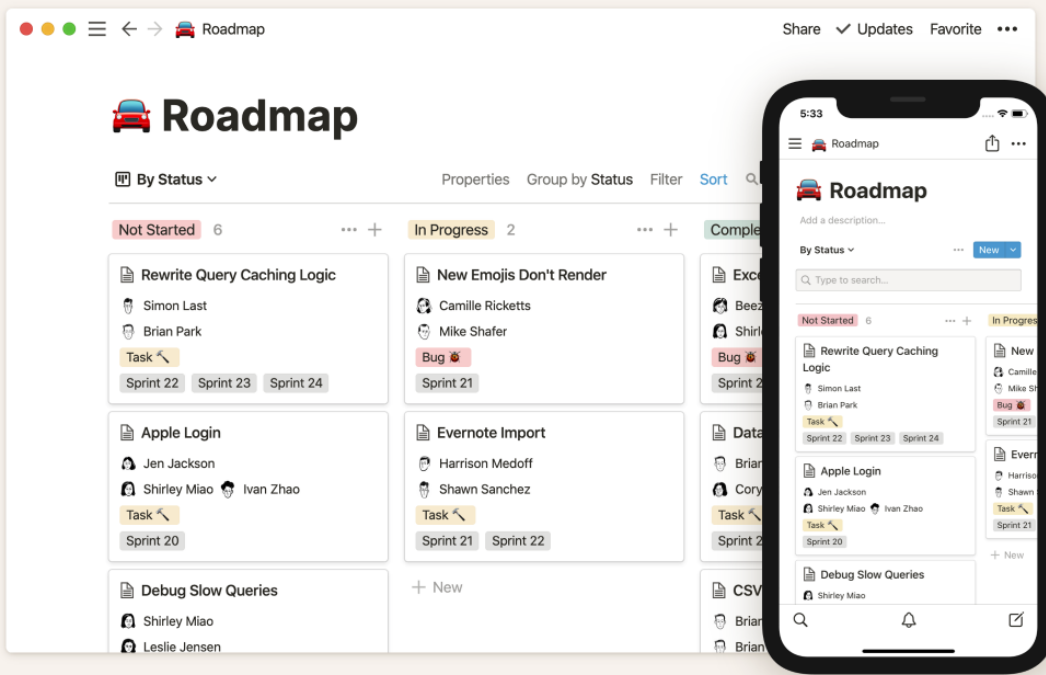 Roadmap
Share ✓ Updates Favorite •••
🚘 Roadmap
By Status
Properties Group by Status Filter Sort
Not Started 6 ••• +
In Progress 2 ••• +
Rewrite Query Caching Logic
Simon Last
Brian Park
Task 🔨
Sprint 22 Sprint 23 Sprint 24
Apple Login
Jen Jackson
Shirley Miao Ivan Zhao
Task 🔨
Sprint 20
Debug Slow Queries
Shirley Miao
Leslie Jensen
New Emojis Don't Render
Camille Ricketts
Mike Shafer
Bug 🐞
Sprint 21
Evernote Import
Harrison Medoff
Shawn Sanchez
Task 🔨
Sprint 21 Sprint 22
+ New
Bug 🐞
Task 🔨
CSV
5:33
Roadmap
🚘 Roadmap
Add a description...
By Status
••• New
Type to search...
Not Started 6 ••• +
Rewrite Query Caching
Logic
Simon Last
Brian Park
Task 🔨
Sprint 22 Sprint 23 Sprint 24
Apple Login
Jen Jackson
Shirley Miao Ivan Zhao
Task 🔨
Sprint 20
Debug Slow Queries
Shirley Miao
In Progres
New
Camille
Bug 🐞
Sprint 21
Shawn
Task 🔨
Sprint 21
+ New